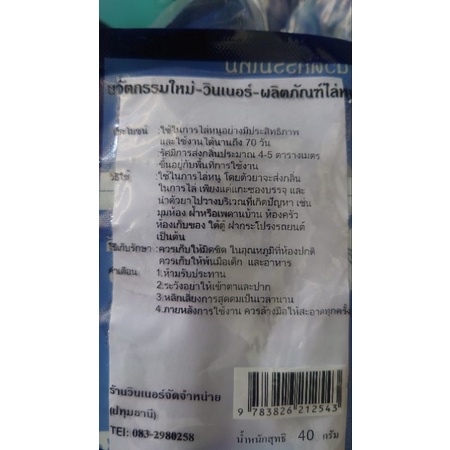 นวัตกรรมใหม่-วินเนอร์-ผลิตภัณฑ์ไล่หนู
ประโยชน์ :ใช้ในการไล่หนูอย่างมีประสิทธิภาพ
และใช้งานได้นานถึง 70 วัน
รัศมีการส่งกลิ่นประมาณ 4-5 ตารางเมตร
ขึ้นอยู่กับพื้นที่การใช้งาน
วิธีใช้ :ใช้ในการไล่หนู โดยตัวยาจะส่งกลิ่น
ในการไล่ เพียงแค่แกะซองบรรจุ และ
นำตัวยาไปวางบริเวณที่เกิดปัญหา เช่น
มุมห้อง ฝ้าหรือเพดานบ้าน ห้องครัว
ห้องเก็บของ ใต้ตู้ ฝากระโปรงรถยนต์
เป็นต้น
วิธีเก็บรักษา :ควรเก็บให้มิดชิด ในอุณหภูมิที่ห้องปกติ
ควรเก็บให้พ้นมือเด็ก และอาหาร
คำเตือน 1.ห้ามรับประทาน
2.ระวังอย่าให้เข้าตาและปาก
3.หลีกเลี่ยงการสูดดมเป็นเวลานาน
4.ภายหลังการใช้งาน ควรล้างมือให้สะอาดทุกครั้ง
ร้านวินเนอร์จัดจำหน่าย
(ปทุมธานี)
TEl: 083-2980258
9 783826 212543
น้ำหนักสุทธิ 40 กรัม